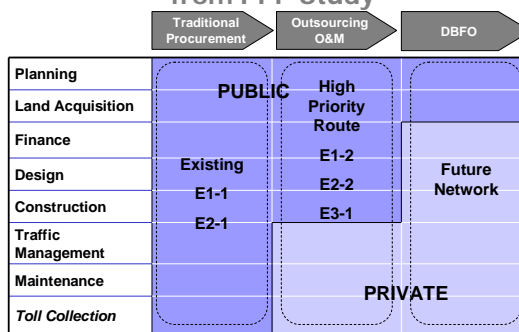 from PPP Study
Traditional
Procurement
Outsourcing
O&M
DBFO
Planning
Land Acquisition
Finance
Design
Construction
Traffic
Management
Maintenance
Toll Collection
PUBLIC
Existing
E1-1
E2-1
High
Priority
Route
E1-2
E2-2
E3-1
Future
Network
PRIVATE